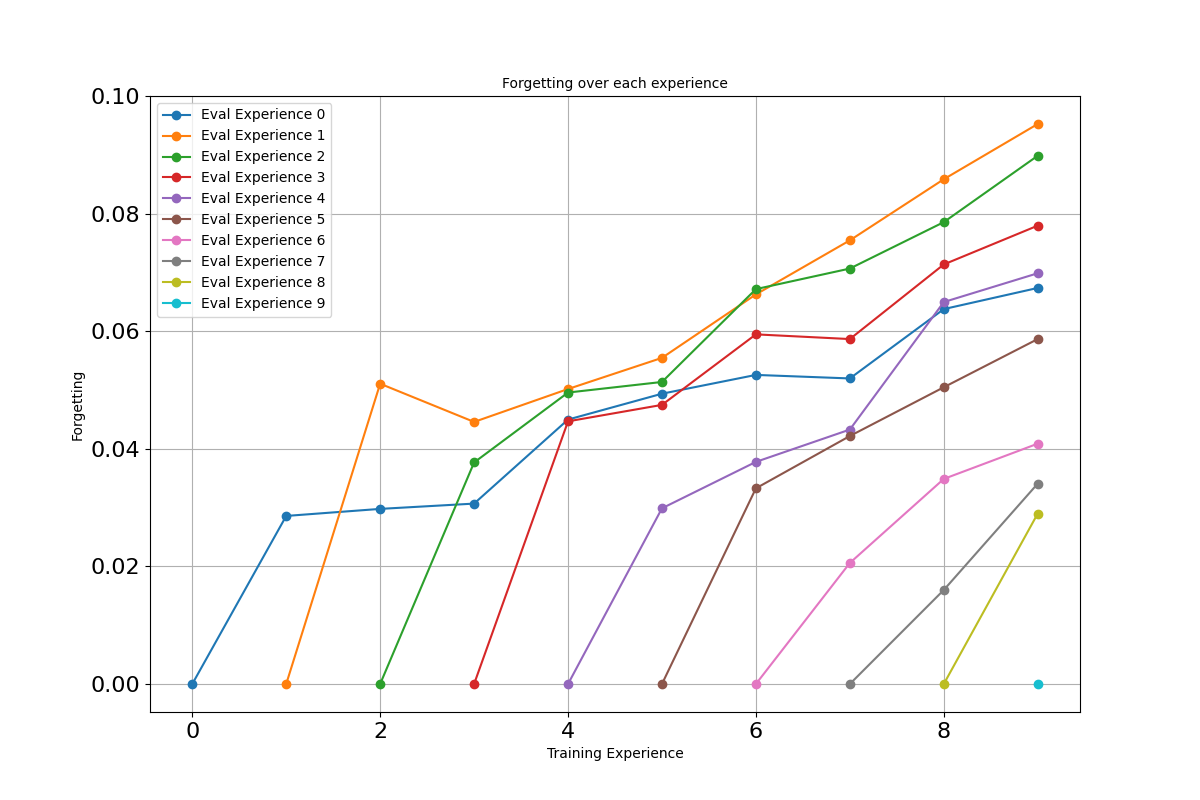 Forgetting over each experience
0.10
0.08
0.06
0.04
0.02
0.00
Forgetting
Eval Experience 0
Eval Experience 1
Eval Experience 2
Eval Experience 3
Eval Experience 4
Eval Experience 5
Eval Experience 6
Eval Experience 7
Eval Experience 8
Eval Experience 9
0 2 4 6 8
Training Experience